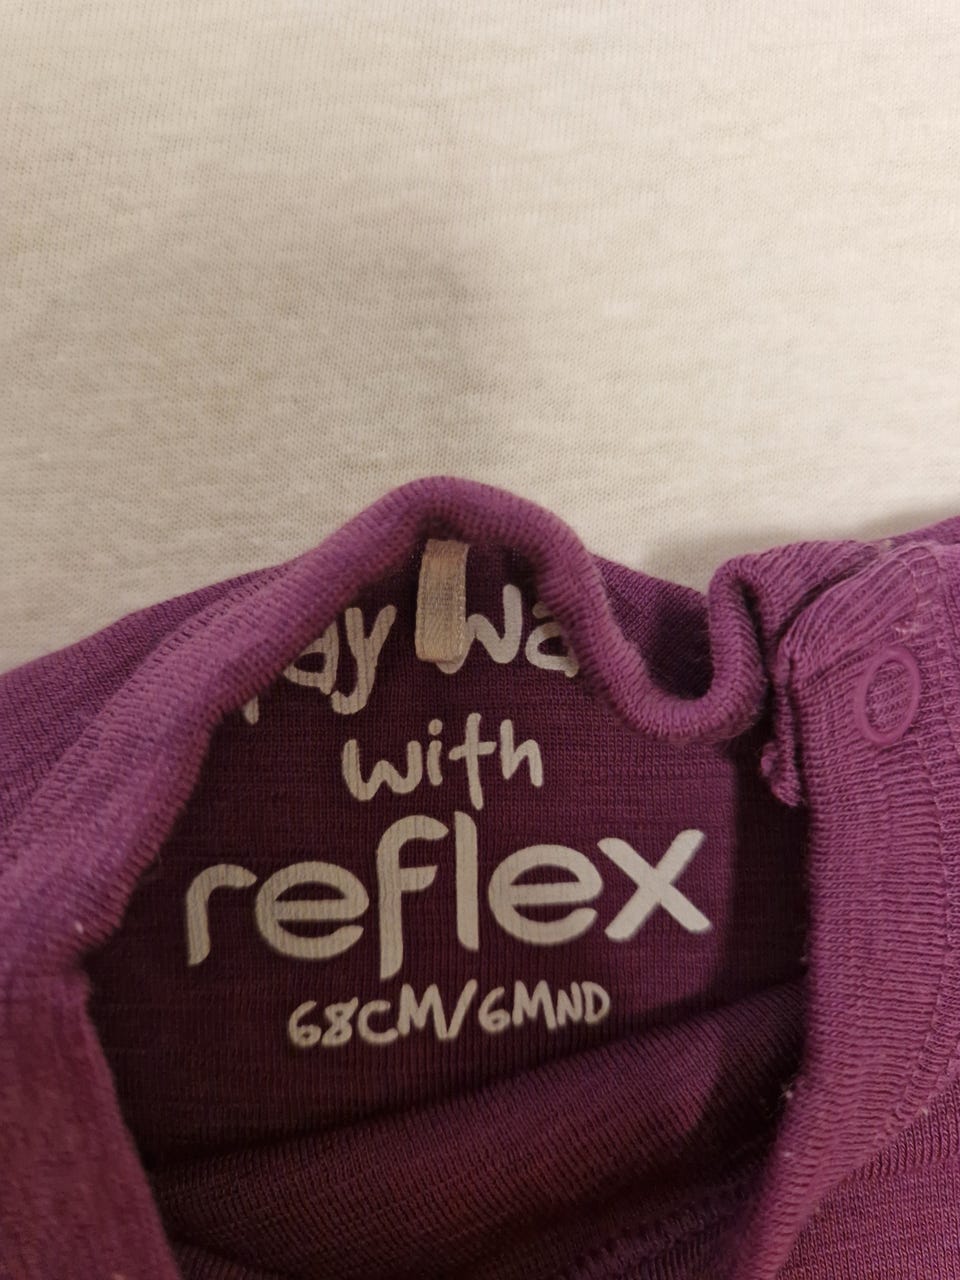 with
reflex
68CM/6MND